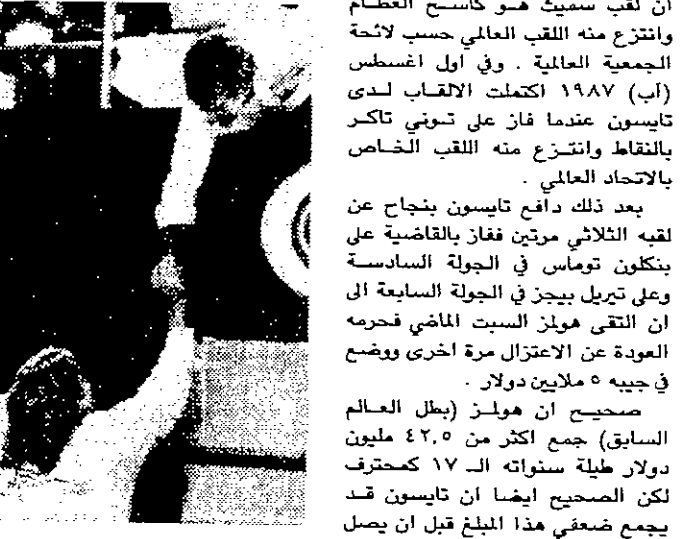 ان لقب سميث هو كاسح العظام
وانتزع منه اللقب العالمي حسب لائحة
الجمعية العالمية . وفي اول اغسطس
(آب) ١٩٨٧ اكتملت الالقاب لدى
تايسون عندما فاز على توني تاكر
بالنقاط وانتزع منه اللقب الخاص
بالاتحاد العالمي .
بعد ذلك دافع تايسون بنجاح عن
لقبه الثلاثي مرتين ففاز بالقاضية على
بنكلون توماس في الجولة السادسة
وعلى تيريل بيجز في الجولة السابعة الى
ان التقى هولمز السبت الماضي فحرمه
العودة عن الاعتزال مرة اخرى ووضع
في جيبه ٥ ملايين دولار .
صحيح ان هولمز (بطل العالم
السابق) جمع اكثر من ٤٢,٥ مليون
دولار طيلة سنواته الـ ١٧ كمحترف
لكن الصحيح ايضا ان تايسون قد
يجمع ضعفي هذا المبلغ قبل ان يصل